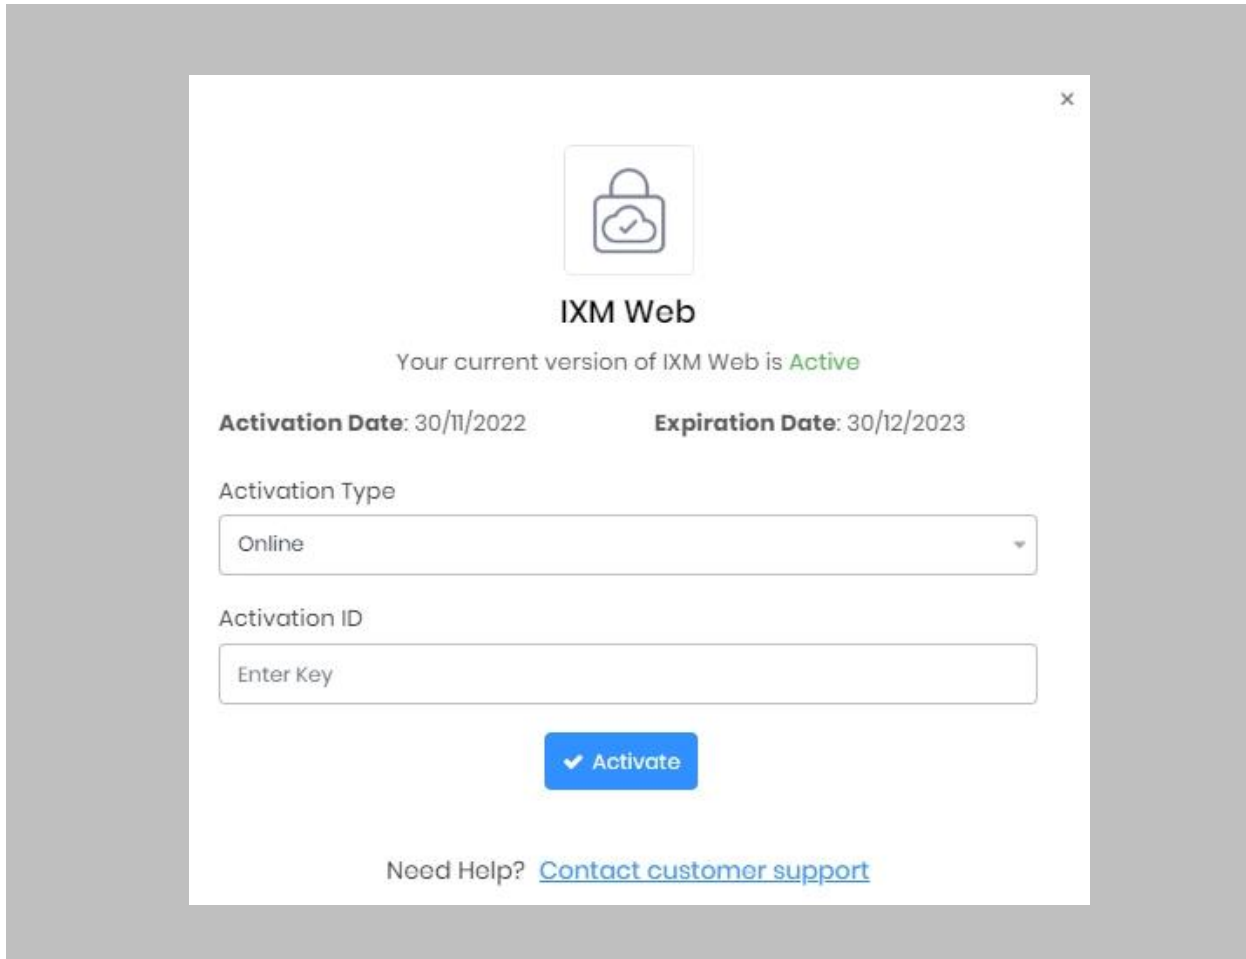 ×
IXM Web
Your current version of IXM Web is Active
Activation Date: 30/11/2022 Expiration Date: 30/12/2023
Activation Type
Online
Activation ID
Enter Key
Activate
Need Help? Contact customer support